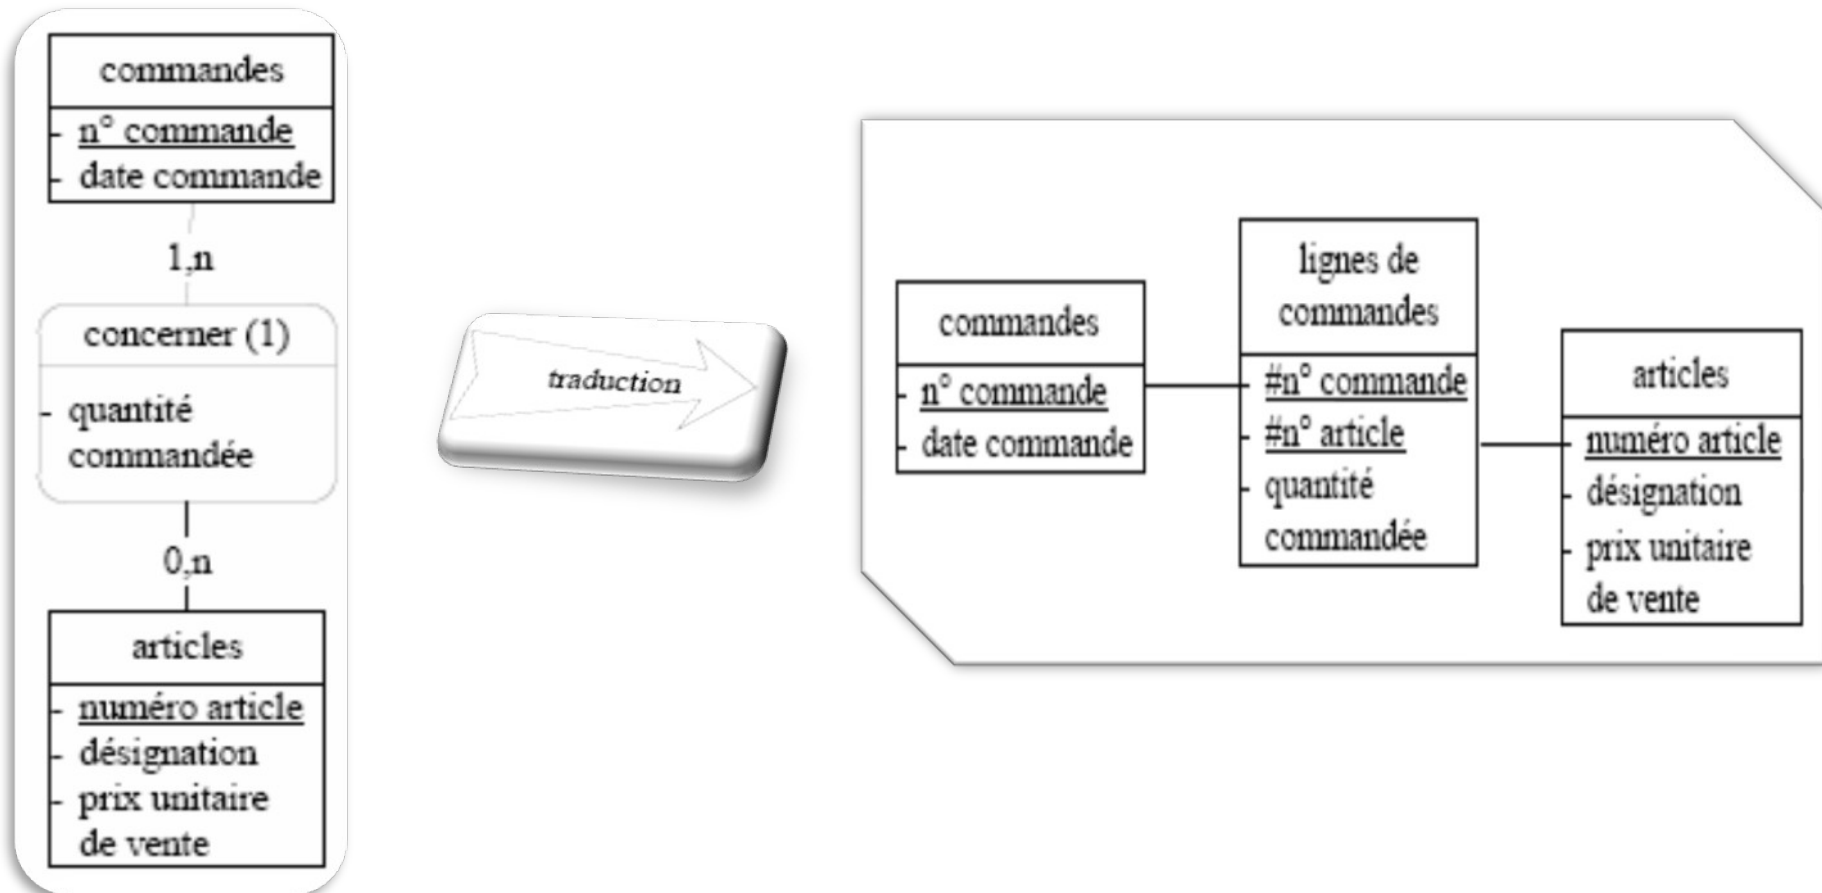 commandes
- n° commande
- date commande
1,n
concerner (1)
- quantité
commandée
0,n
articles
- numéro article
- désignation
- prix unitaire
de vente
traduction
commandes
- n° commande
- date commande
lignes de
commandes
- #n° commande
- #n° article
- quantité
commandée
articles
- numéro article
- désignation
- prix unitaire
de vente